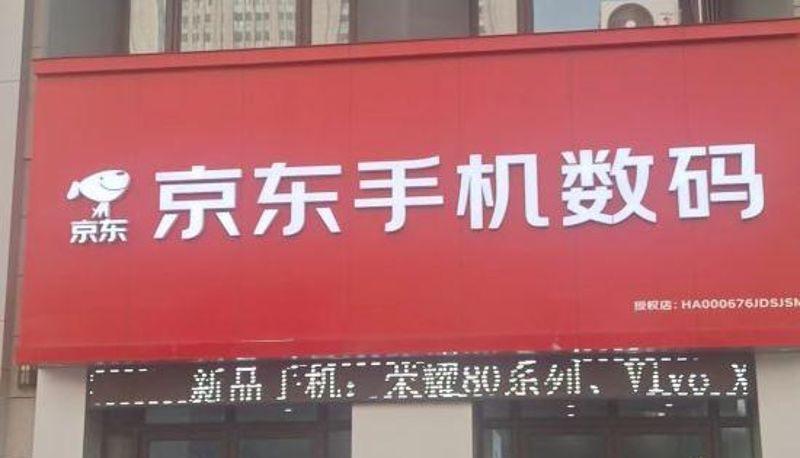 京东手机数码
京东
授权店：HA000676JDSJSM
新品手机：荣耀80系列、Vivo X